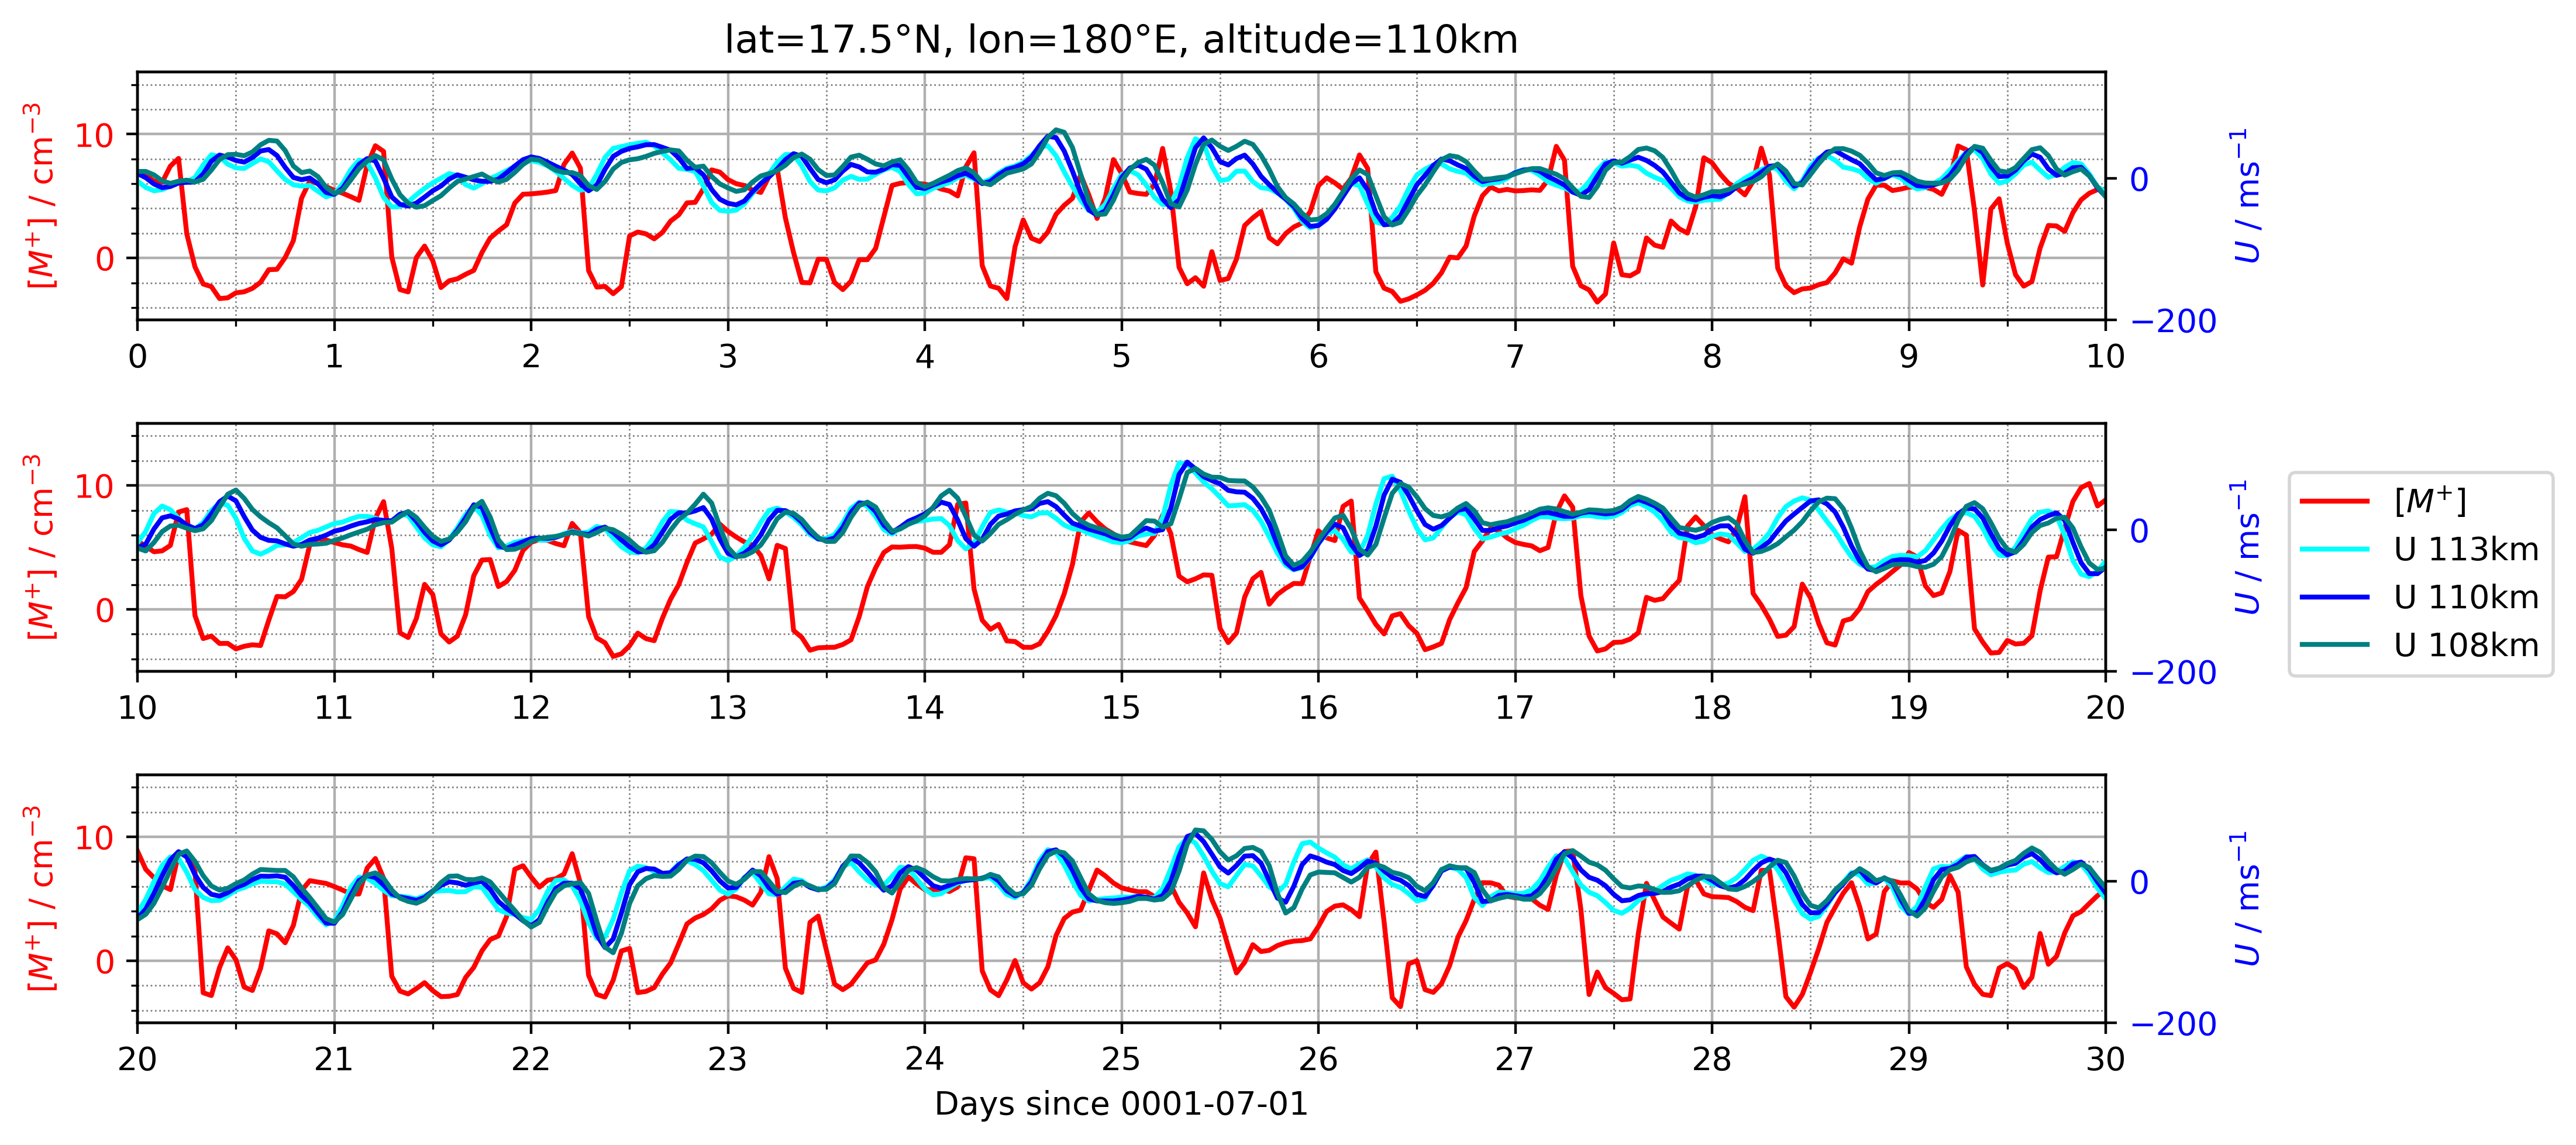 lat=17.5°N, lon=180°E, altitude=110km
[M⁺] / cm⁻³
10
0
0
−200
U / ms⁻¹
0 1 2 3 4 5 6 7 8 9 10
[M⁺] / cm⁻³
10
0
0
−200
U / ms⁻¹
10 11 12 13 14 15 16 17 18 19 20
[M⁺]
U 113km
U 110km
U 108km
[M⁺] / cm⁻³
10
0
0
−200
U / ms⁻¹
20 21 22 23 24 25 26 27 28 29 30
Days since 0001-07-01